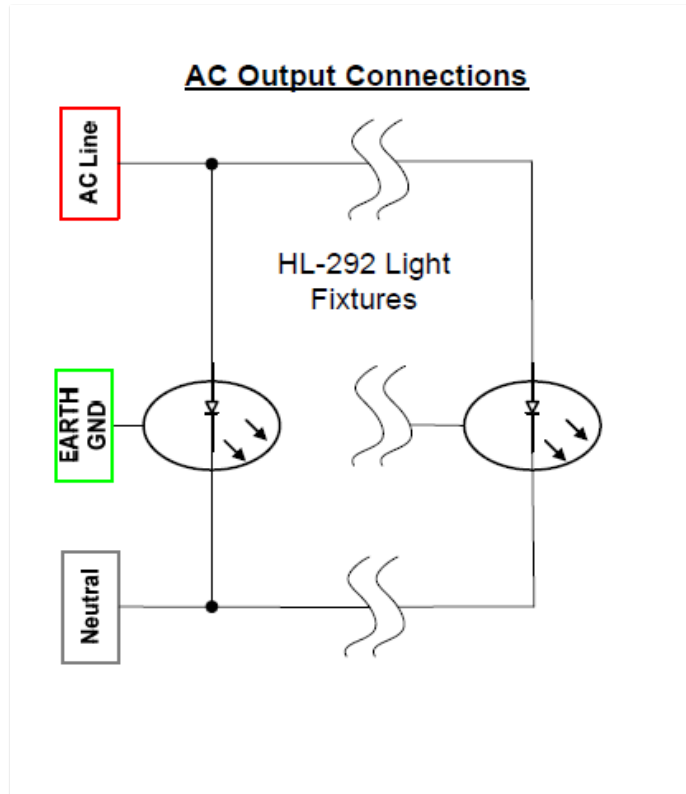 AC Output Connections
AC Line
HL-292 Light
Fixtures
EARTH
GND
Neutral